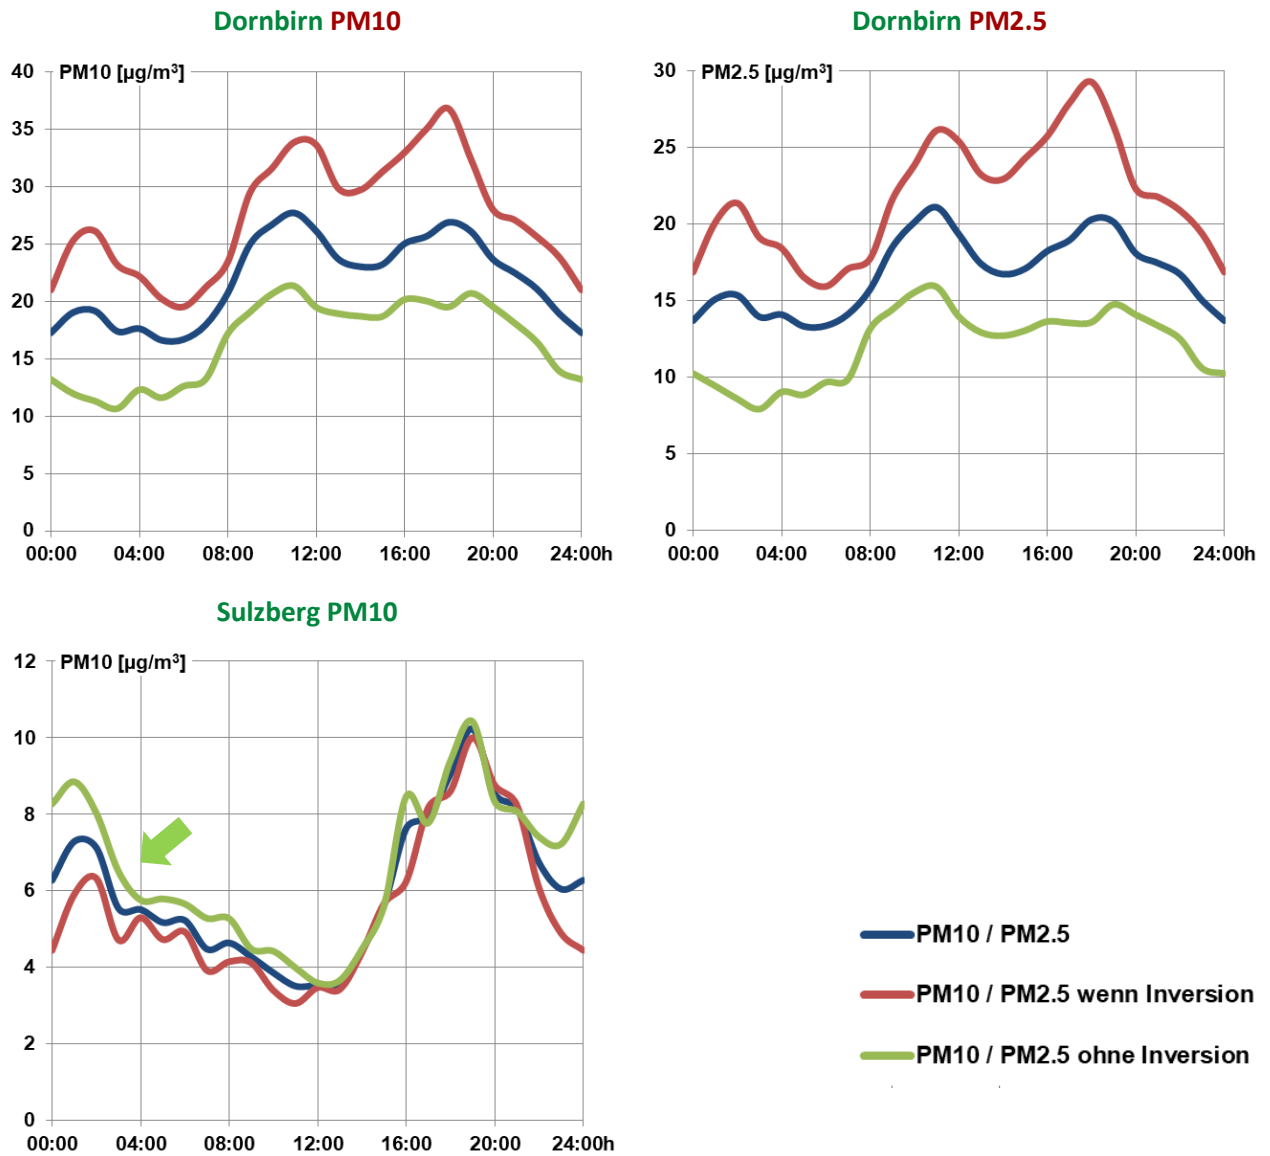 Dornbirn PM10
PM10 [µg/m³]
40
35
30
25
20
15
10
5
0
00:00 04:00 08:00 12:00 16:00 20:00 24:00h
Dornbirn PM2.5
PM2.5 [µg/m³]
30
25
20
15
10
5
0
00:00 04:00 08:00 12:00 16:00 20:00 24:00h
Sulzberg PM10
PM10 [µg/m³]
12
10
8
6
4
2
0
00:00 04:00 08:00 12:00 16:00 20:00 24:00h
PM10 / PM2.5
PM10 / PM2.5 wenn Inversion
PM10 / PM2.5 ohne Inversion